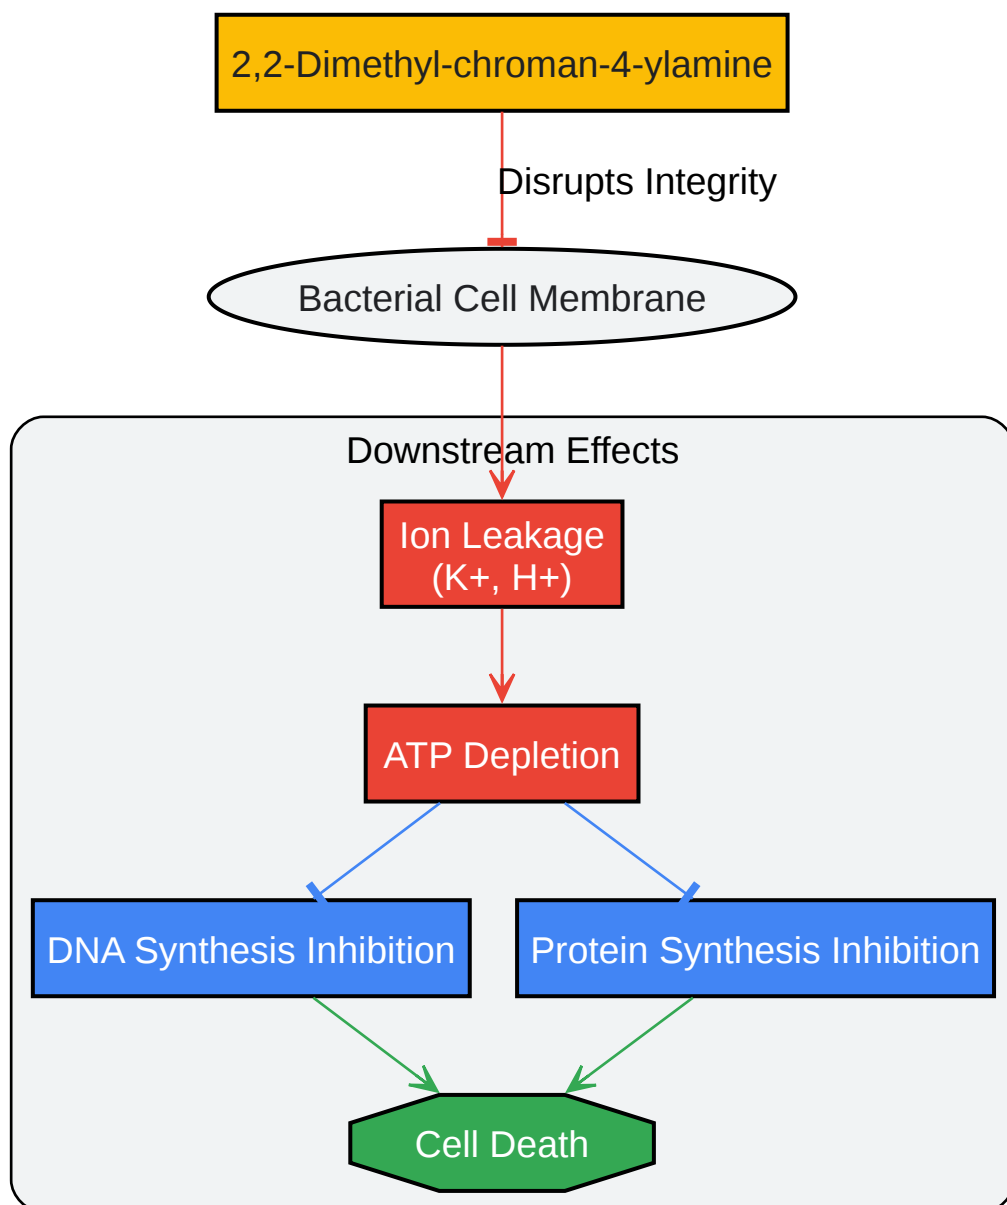 2,2-Dimethyl-chroman-4-ylamine
Disrupts Integrity
Bacterial Cell Membrane
Downstream Effects
Ion Leakage
(K+, H+)
ATP Depletion
DNA Synthesis Inhibition
Protein Synthesis Inhibition
Cell Death